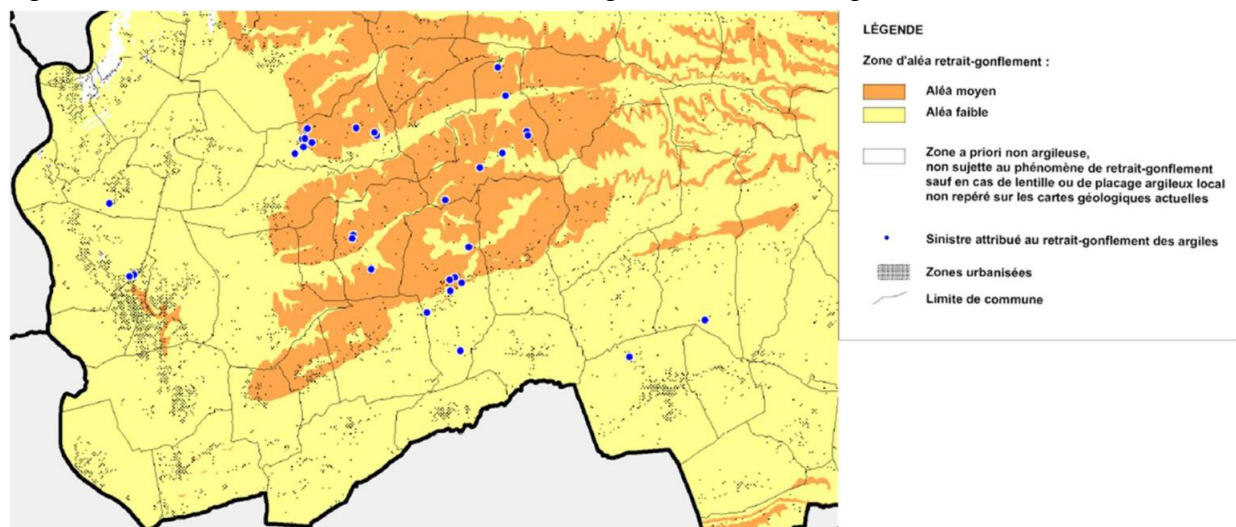 LÉGENDE
Zone d'aléa retrait-gonflement :
Aléa moyen
Aléa faible
Zone a priori non argileuse,
non sujette au phénomène de retrait-gonflement
sauf en cas de lentille ou de placage argileux local
non repéré sur les cartes géologiques actuelles
Sinistre attribué au retrait-gonflement des argiles
Zones urbanisées
Limite de commune